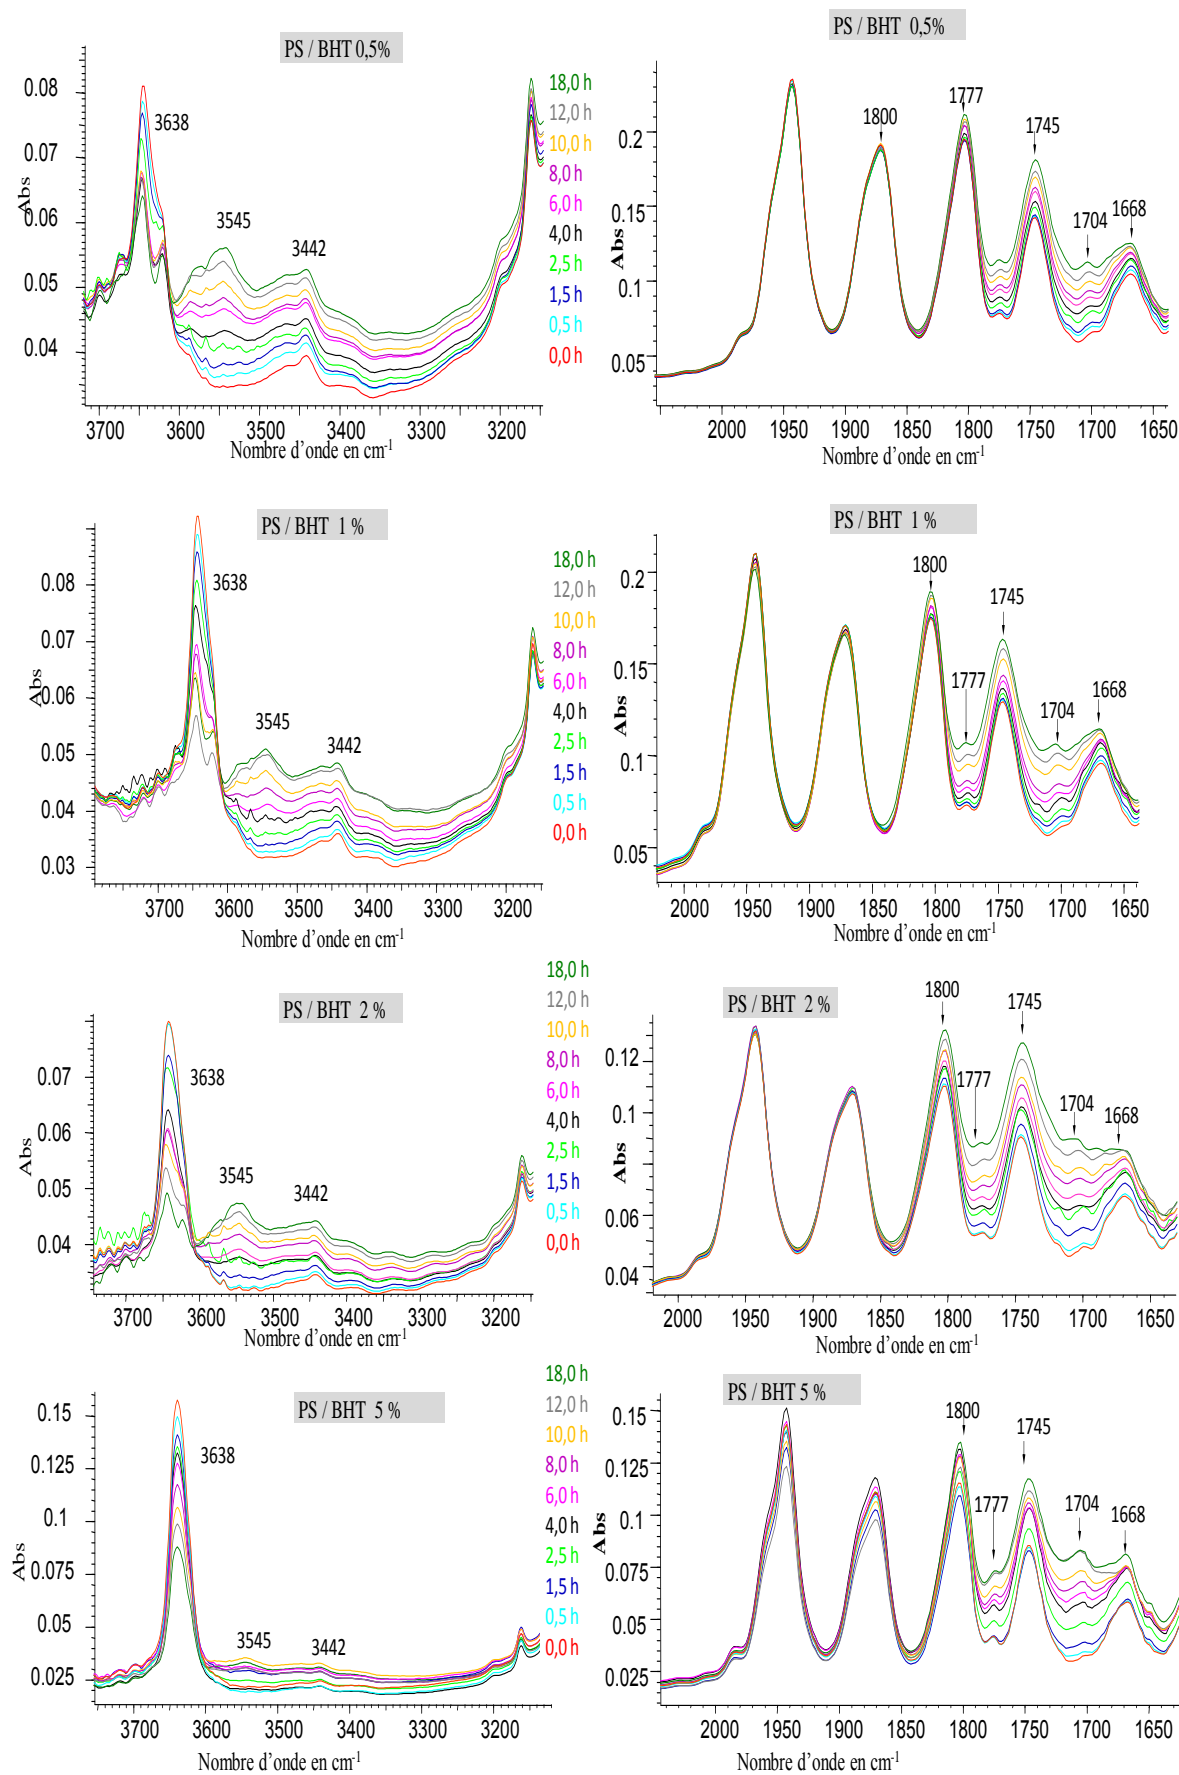 PS / BHT 0,5%
0.08
0.07
0.06
0.05
0.04
Abs
3638
3545
3442
3700 3600 3500 3400 3300 3200
Nombre d'onde en cm-1
18,0 h
12,0 h
10,0 h
8,0 h
6,0 h
4,0 h
2,5 h
1,5 h
0,5 h
0,0 h
PS / BHT 0,5%
0.2
0.15
0.1
0.05
Abs
1800
1777
1745
1704
1668
2000 1950 1900 1850 1800 1750 1700 1650
Nombre d'onde en cm-1
PS / BHT 1 %
0.08
0.07
0.06
0.05
0.04
0.03
Abs
3638
3545
3442
3700 3600 3500 3400 3300 3200
Nombre d'onde en cm-1
18,0 h
12,0 h
10,0 h
8,0 h
6,0 h
4,0 h
2,5 h
1,5 h
0,5 h
0,0 h
PS / BHT 1 %
0.2
0.15
0.1
0.05
Abs
1800
1777
1745
1704
1668
2000 1950 1900 1850 1800 1750 1700 1650
Nombre d'onde en cm-1
PS / BHT 2 %
0.07
0.06
0.05
0.04
Abs
3638
3545
3442
3700 3600 3500 3400 3300 3200
Nombre d'onde en cm-1
18,0 h
12,0 h
10,0 h
8,0 h
6,0 h
4,0 h
2,5 h
1,5 h
0,5 h
0,0 h
PS / BHT 2 %
0.12
0.1
0.08
0.06
0.04
Abs
1800
1777
1745
1704
1668
2000 1950 1900 1850 1800 1750 1700 1650
Nombre d'onde en cm-1
PS / BHT 5 %
0.15
0.125
0.1
0.075
0.05
0.025
Abs
3638
3545
3442
3700 3600 3500 3400 3300 3200
Nombre d'onde en cm-1
18,0 h
12,0 h
10,0 h
8,0 h
6,0 h
4,0 h
2,5 h
1,5 h
0,5 h
0,0 h
PS / BHT 5 %
0.15
0.125
0.1
0.075
0.05
0.025
Abs
1800
1777
1745
1704
1668
2000 1950 1900 1850 1800 1750 1700 1650
Nombre d'onde en cm-1